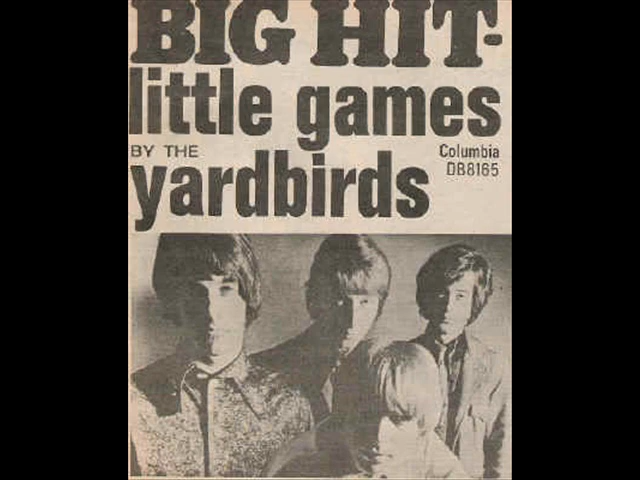 BIG HIT-
little games
BY THE
yardbirds
Columbia
DB8165